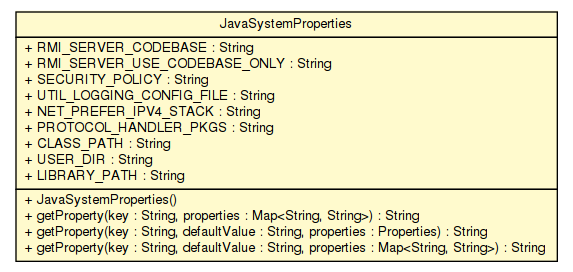 JavaSystemProperties
+ RMI_SERVER_CODEBASE : String
+ RMI_SERVER_USE_CODEBASE_ONLY : String
+ SECURITY_POLICY : String
+ UTIL_LOGGING_CONFIG_FILE : String
+ NET_PREFER_IPV4_STACK : String
+ PROTOCOL_HANDLER_PKGS : String
+ CLASS_PATH : String
+ USER_DIR : String
+ LIBRARY_PATH : String
+ JavaSystemProperties()
+ getProperty(key : String, properties : Map<String, String>) : String
+ getProperty(key : String, defaultValue : String, properties : Properties) : String
+ getProperty(key : String, defaultValue : String, properties : Map<String, String>) : String